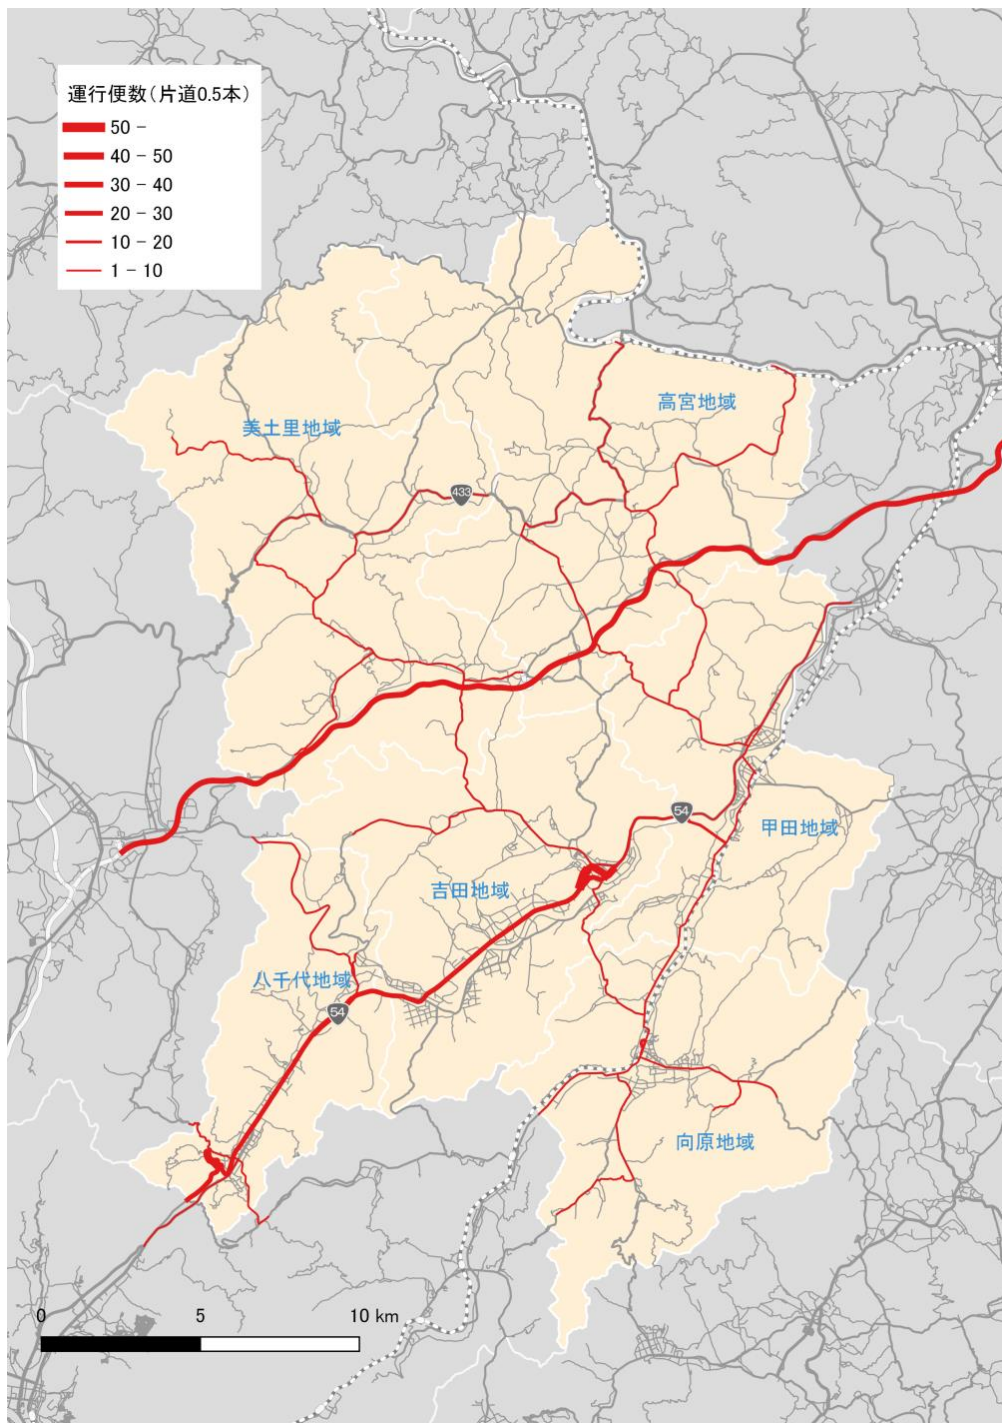 運行便数(片道0.5本)
50 -
40 - 50
30 - 40
20 - 30
10 - 20
1 - 10
高宮地域
美土里地域
433
54
甲田地域
吉田地域
八千代地域
54
向原地域
0 5 10 km